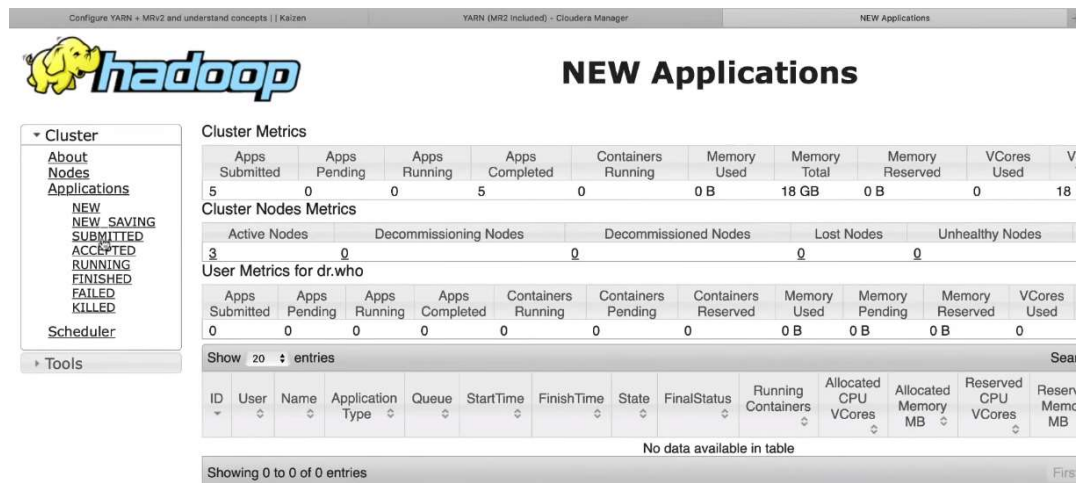 Configure YARN + MRv2 and understand concepts | | Kaizen
YARN (MR2 Included) - Cloudera Manager
NEW Applications
hadoop
NEW Applications
Cluster
About
Nodes
Applications
NEW
NEW_SAVING
SUBMITTED
ACCEPTED
RUNNING
FINISHED
FAILED
KILLED
Scheduler
Tools
Cluster Metrics
Apps Submitted Apps Pending Apps Running Apps Completed Containers Running Memory Used Memory Total Memory Reserved VCores Used V
5 0 0 5 0 0 B 18 GB 0 B 0 18
Cluster Nodes Metrics
Active Nodes Decommissioning Nodes Decommissioned Nodes Lost Nodes Unhealthy Nodes
3 0 0 0 0
User Metrics for dr.who
Apps Submitted Apps Pending Apps Running Apps Completed Containers Running Containers Pending Containers Reserved Memory Used Memory Pending Memory Reserved VCores Used
0 0 0 0 0 0 0 0 B 0 B 0 B 0
Show 20 entries Sear
ID User Name Application Type Queue StartTime FinishTime State FinalStatus Running Containers Allocated CPU VCores Allocated Memory MB Reserved CPU VCores Reserv Memo MB
No data available in table
Showing 0 to 0 of 0 entries First